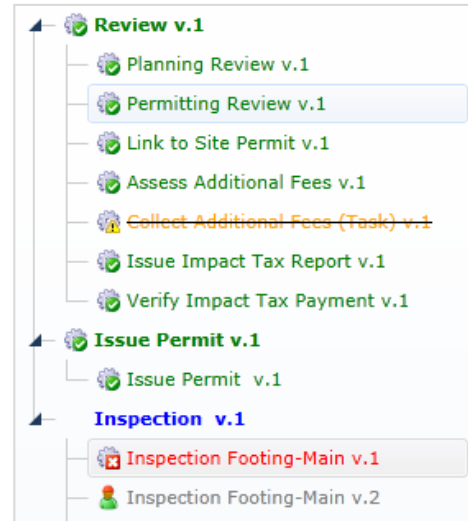 Review v.1
Planning Review v.1
Permitting Review v.1
Link to Site Permit v.1
Assess Additional Fees v.1
Collect Additional Fees (Task) v.1
Issue Impact Tax Report v.1
Verify Impact Tax Payment v.1
Issue Permit v.1
Issue Permit  v.1
Inspection  v.1
Inspection Footing-Main v.1
Inspection Footing-Main v.2